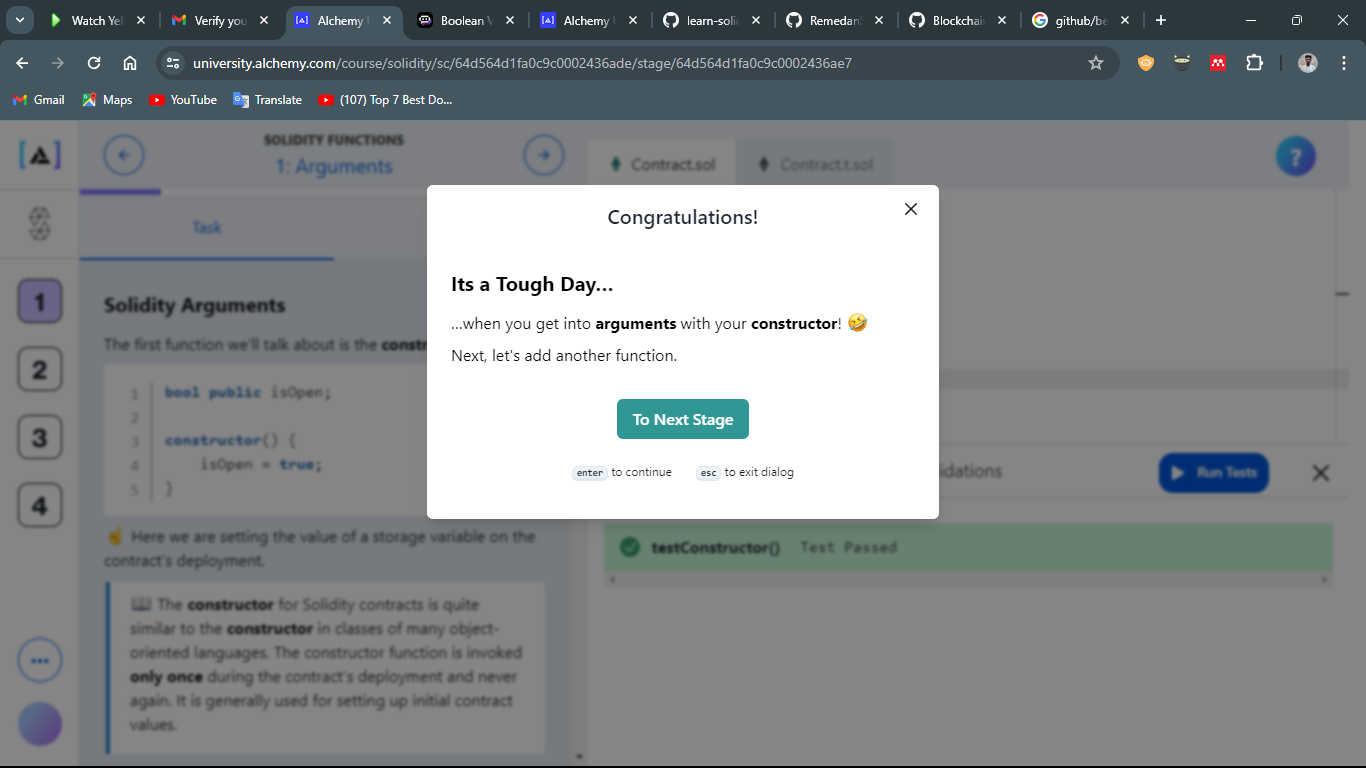 Watch Yel
Verify you
Alchemy
Boolean V
Alchemy
learn-soli
Remedan
Blockchai
github/be
university.alchemy.com/course/solidity/sc/64d564d1fa0c9c0002436ade/stage/64d564d1fa0c9c0002436ae7
Gmail
Maps
YouTube
Translate
(107) Top 7 Best Do...
SOLIDITY FUNCTIONS
1: Arguments
Contract.sol
Contract.t.sol
?
Task
1
2
3
4
Solidity Arguments
The first function we'll talk about is the constr
1 bool public isOpen;
2
3 constructor() {
4 isOpen = true;
5 }
☝️ Here we are setting the value of a storage variable on the
contract's deployment.
📖 The constructor for Solidity contracts is quite
similar to the constructor in classes of many object-
oriented languages. The constructor function is invoked
only once during the contract's deployment and never
again. It is generally used for setting up initial contract
values.
Congratulations!
Its a Tough Day...
...when you get into arguments with your constructor! 🤣
Next, let's add another function.
To Next Stage
enter to continue
esc to exit dialog
idations
Run Tests
testConstructor() Test Passed